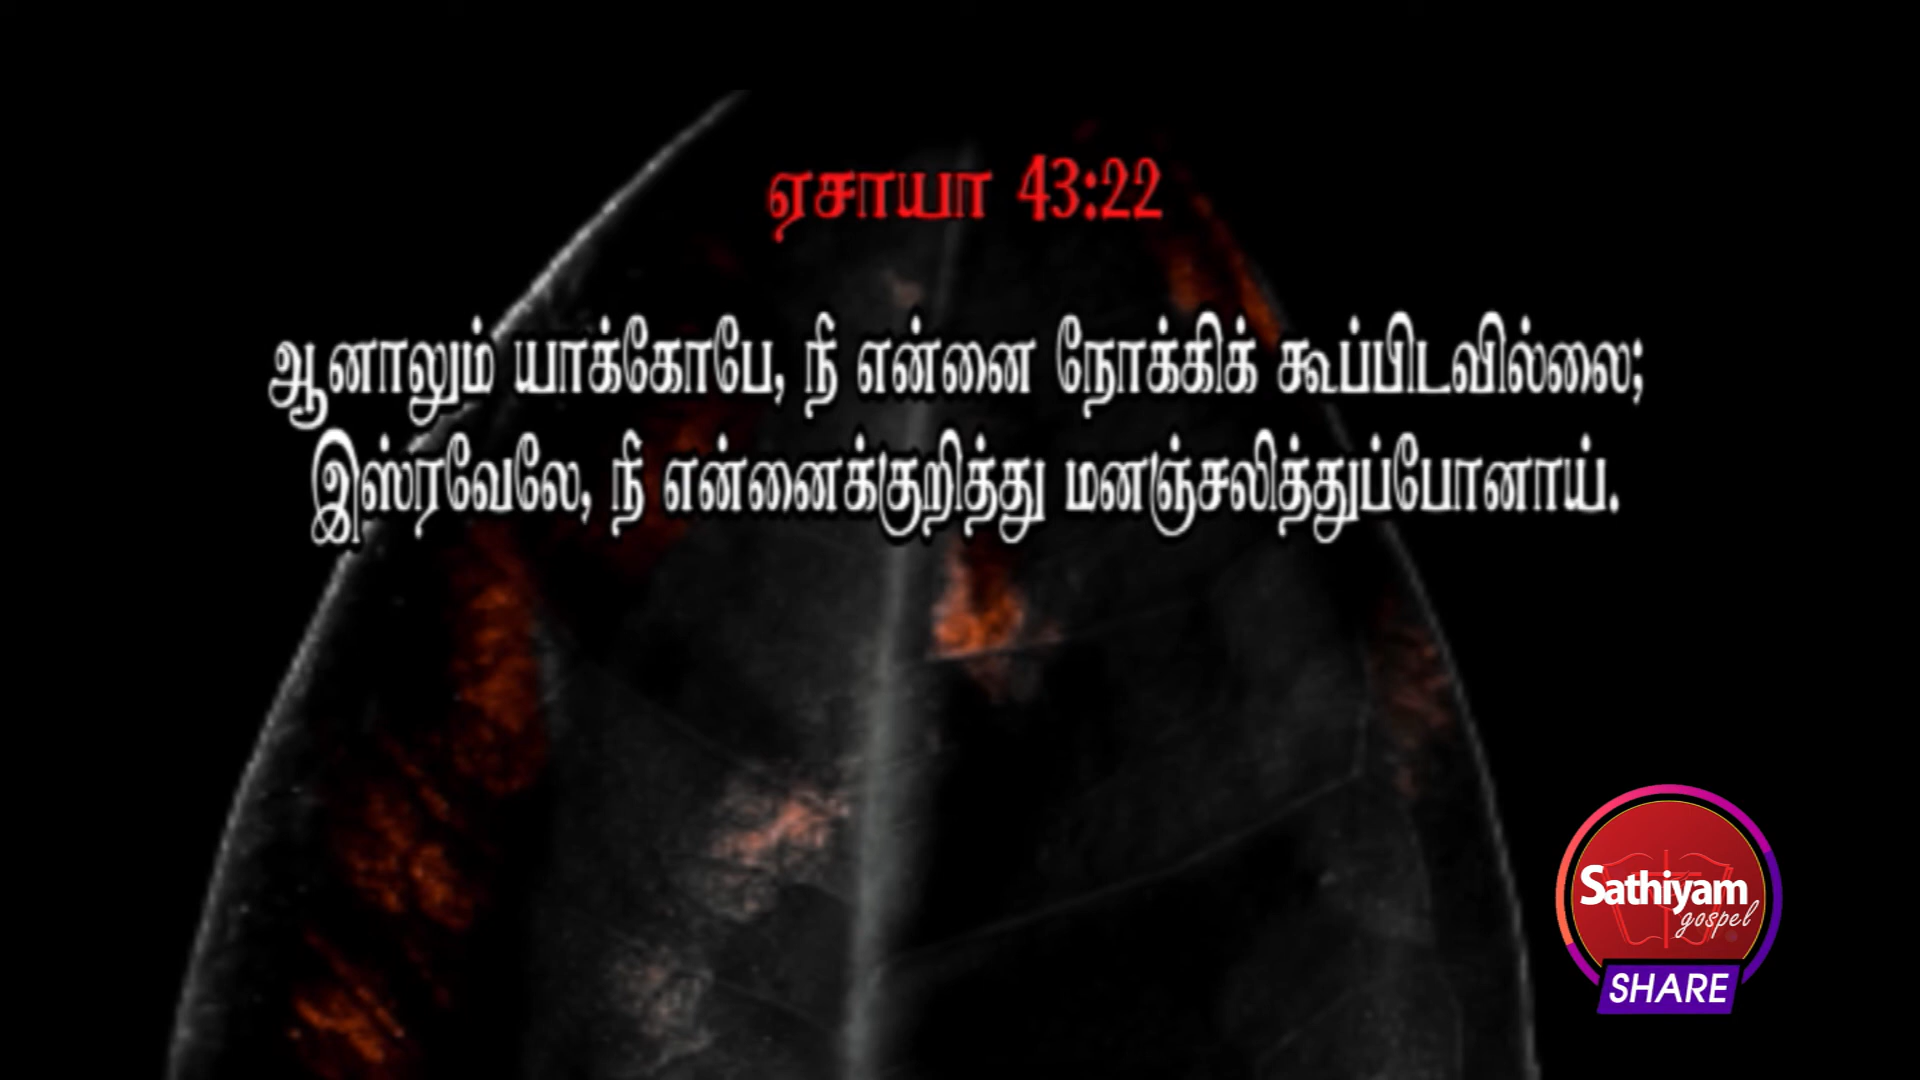 ஏசாயா 43:22
ஆனாலும் யாக்கோபே, நீ என்னை நோக்கிக் கூப்பிடவில்லை;
இஸ்ரவேலே, நீ என்னைக்குறித்து மனஞ்சலித்துப்போனாய்.
Sathiyam
gospel
SHARE